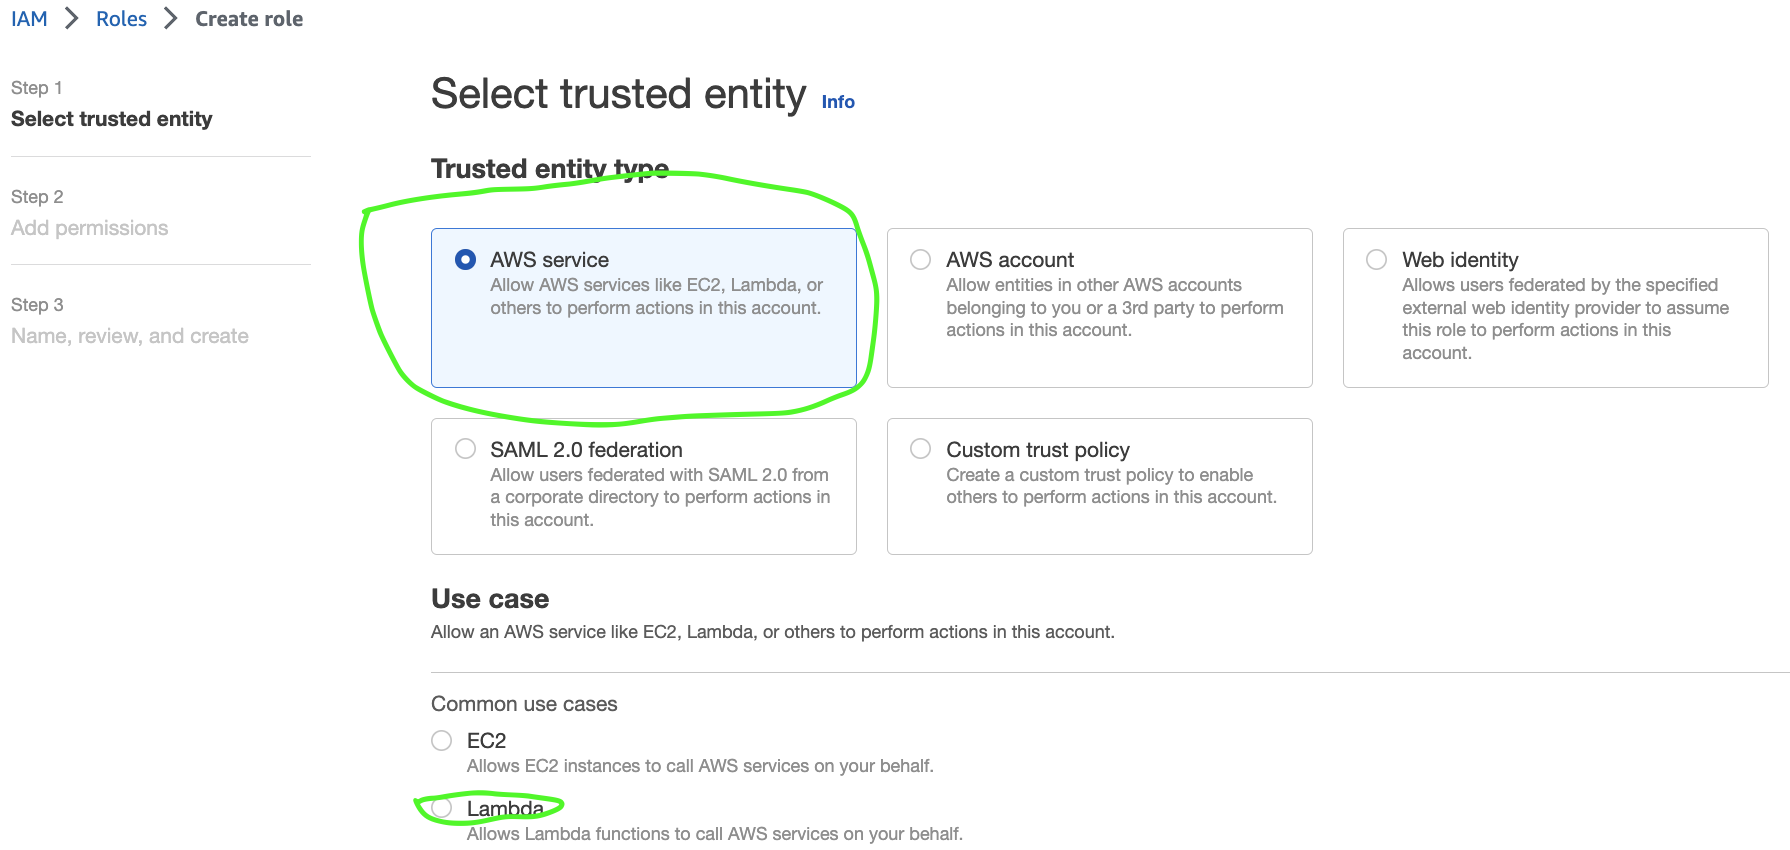 IAM > Roles > Create role
Step 1
Select trusted entity
Step 2
Add permissions
Step 3
Name, review, and create
Select trusted entity Info
Trusted entity type
AWS service
Allow AWS services like EC2, Lambda, or
others to perform actions in this account.
AWS account
Allow entities in other AWS accounts
belonging to you or a 3rd party to perform
actions in this account.
Web identity
Allows users federated by the specified
external web identity provider to assume
this role to perform actions in this
account.
SAML 2.0 federation
Allow users federated with SAML 2.0 from
a corporate directory to perform actions in
this account.
Custom trust policy
Create a custom trust policy to enable
others to perform actions in this account.
Use case
Allow an AWS service like EC2, Lambda, or others to perform actions in this account.
Common use cases
EC2
Allows EC2 instances to call AWS services on your behalf.
Lambda
Allows Lambda functions to call AWS services on your behalf.